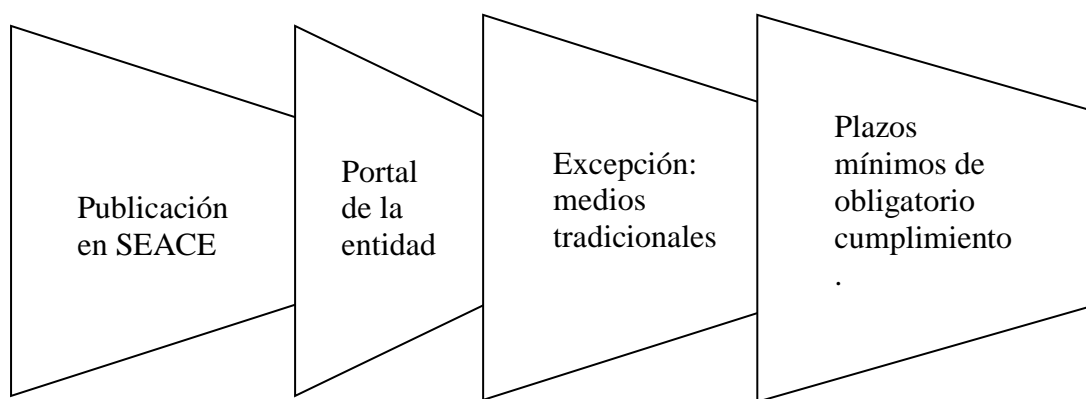 Publicación
en SEACE
Portal
de la
entidad
Excepción:
medios
tradicionales
Plazos
mínimos de
obligatorio
cumplimiento
.